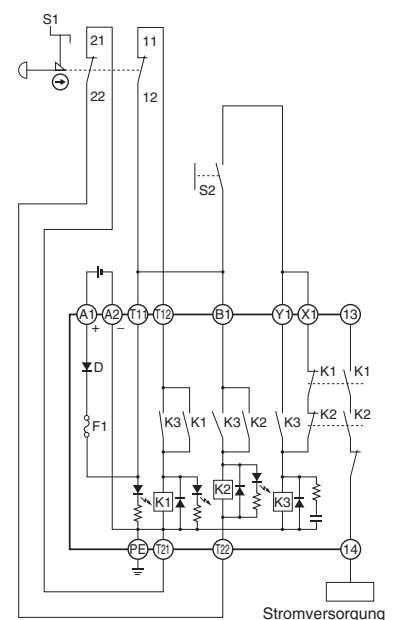 S1
21
11
22
12
S2
A1
A2
T11
T12
B1
Y1
X1
13
+
−
D
K1
K1
F1
K3
K1
K3
K2
K3
K2
K2
K1
K2
K3
PE
T21
T22
14
Stromversorgung